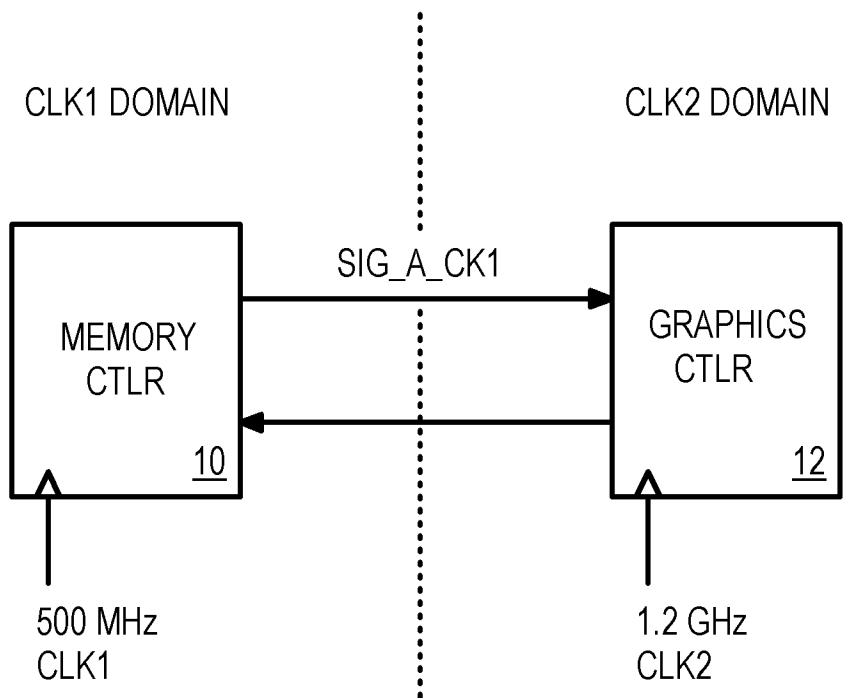 CLK1 DOMAIN
CLK2 DOMAIN
SIG_A_CK1
MEMORY
CTLR
10
GRAPHICS
CTLR
12
500 MHz
CLK1
1.2 GHz
CLK2